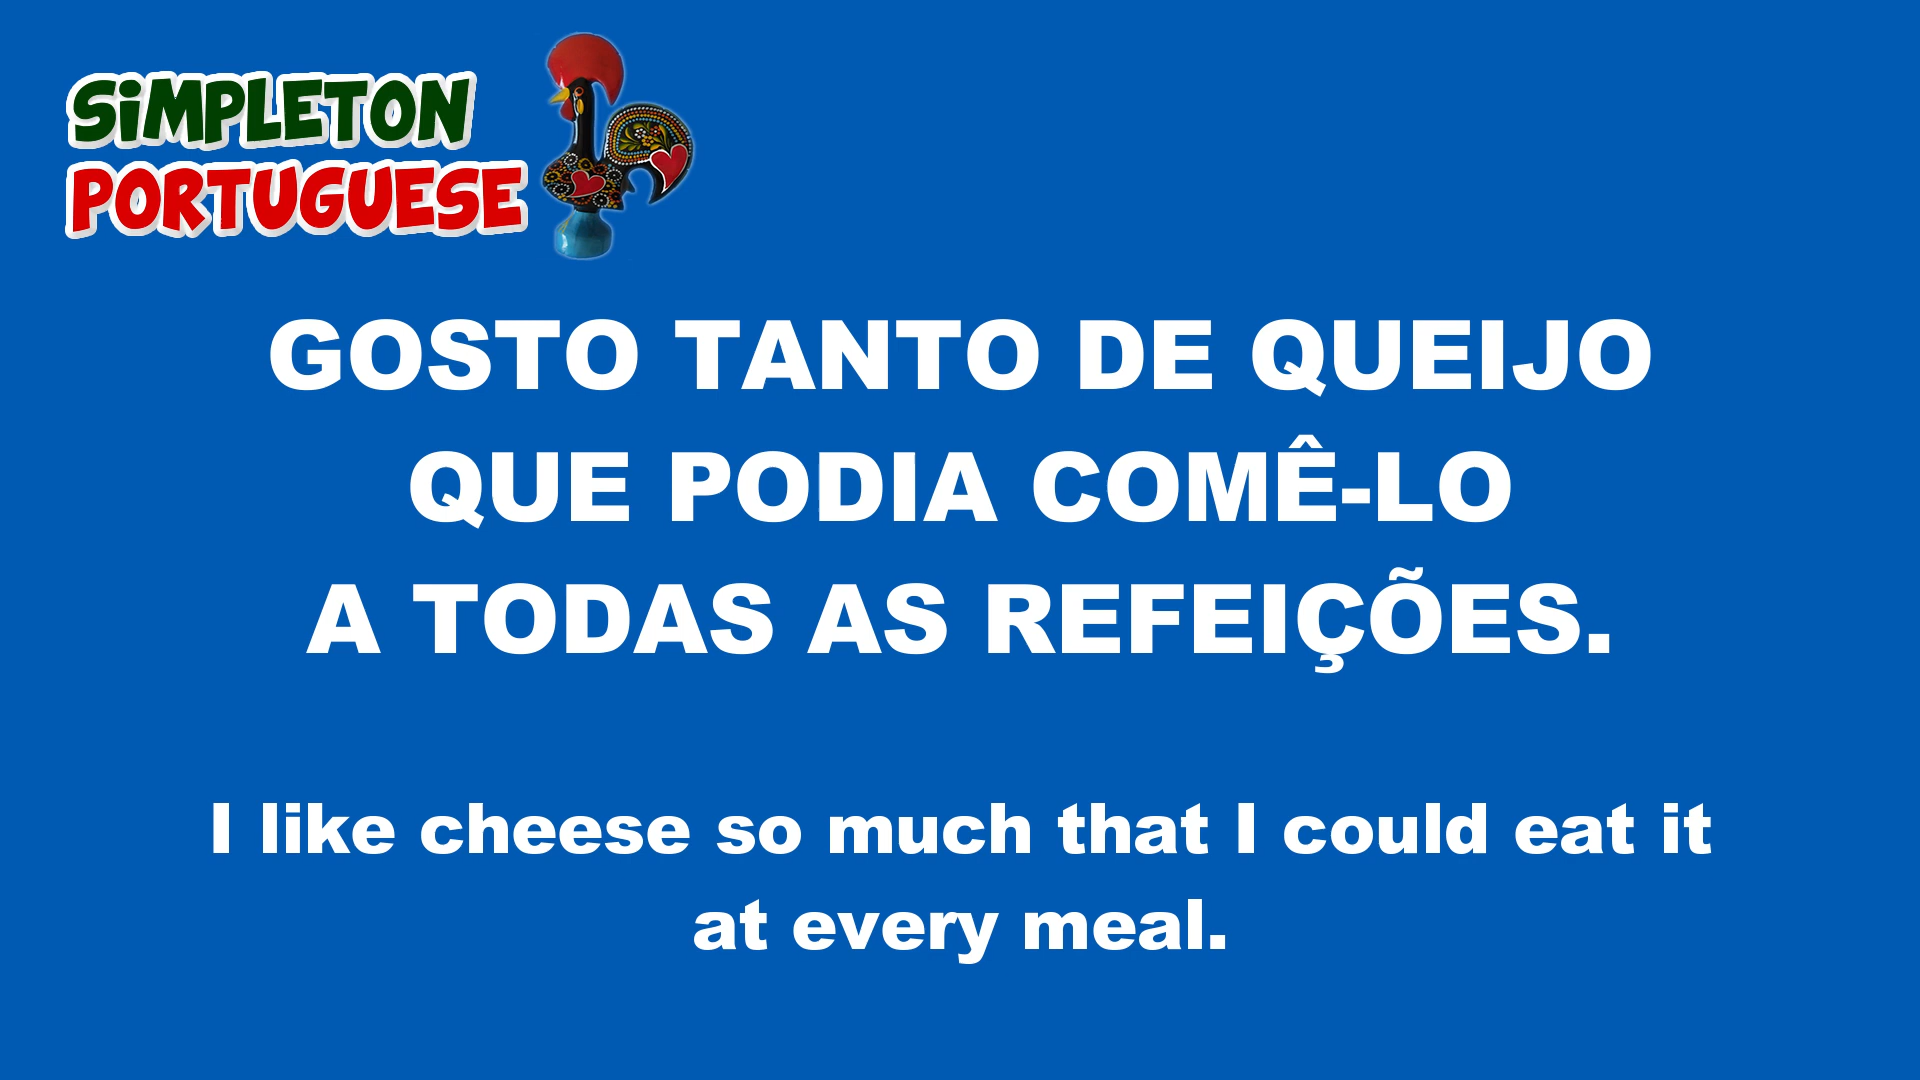 SiMPLETON
PORTUGUESE
GOSTO TANTO DE QUEIJO
QUE PODIA COMÊ-LO
A TODAS AS REFEIÇÕES.
I like cheese so much that I could eat it
at every meal.